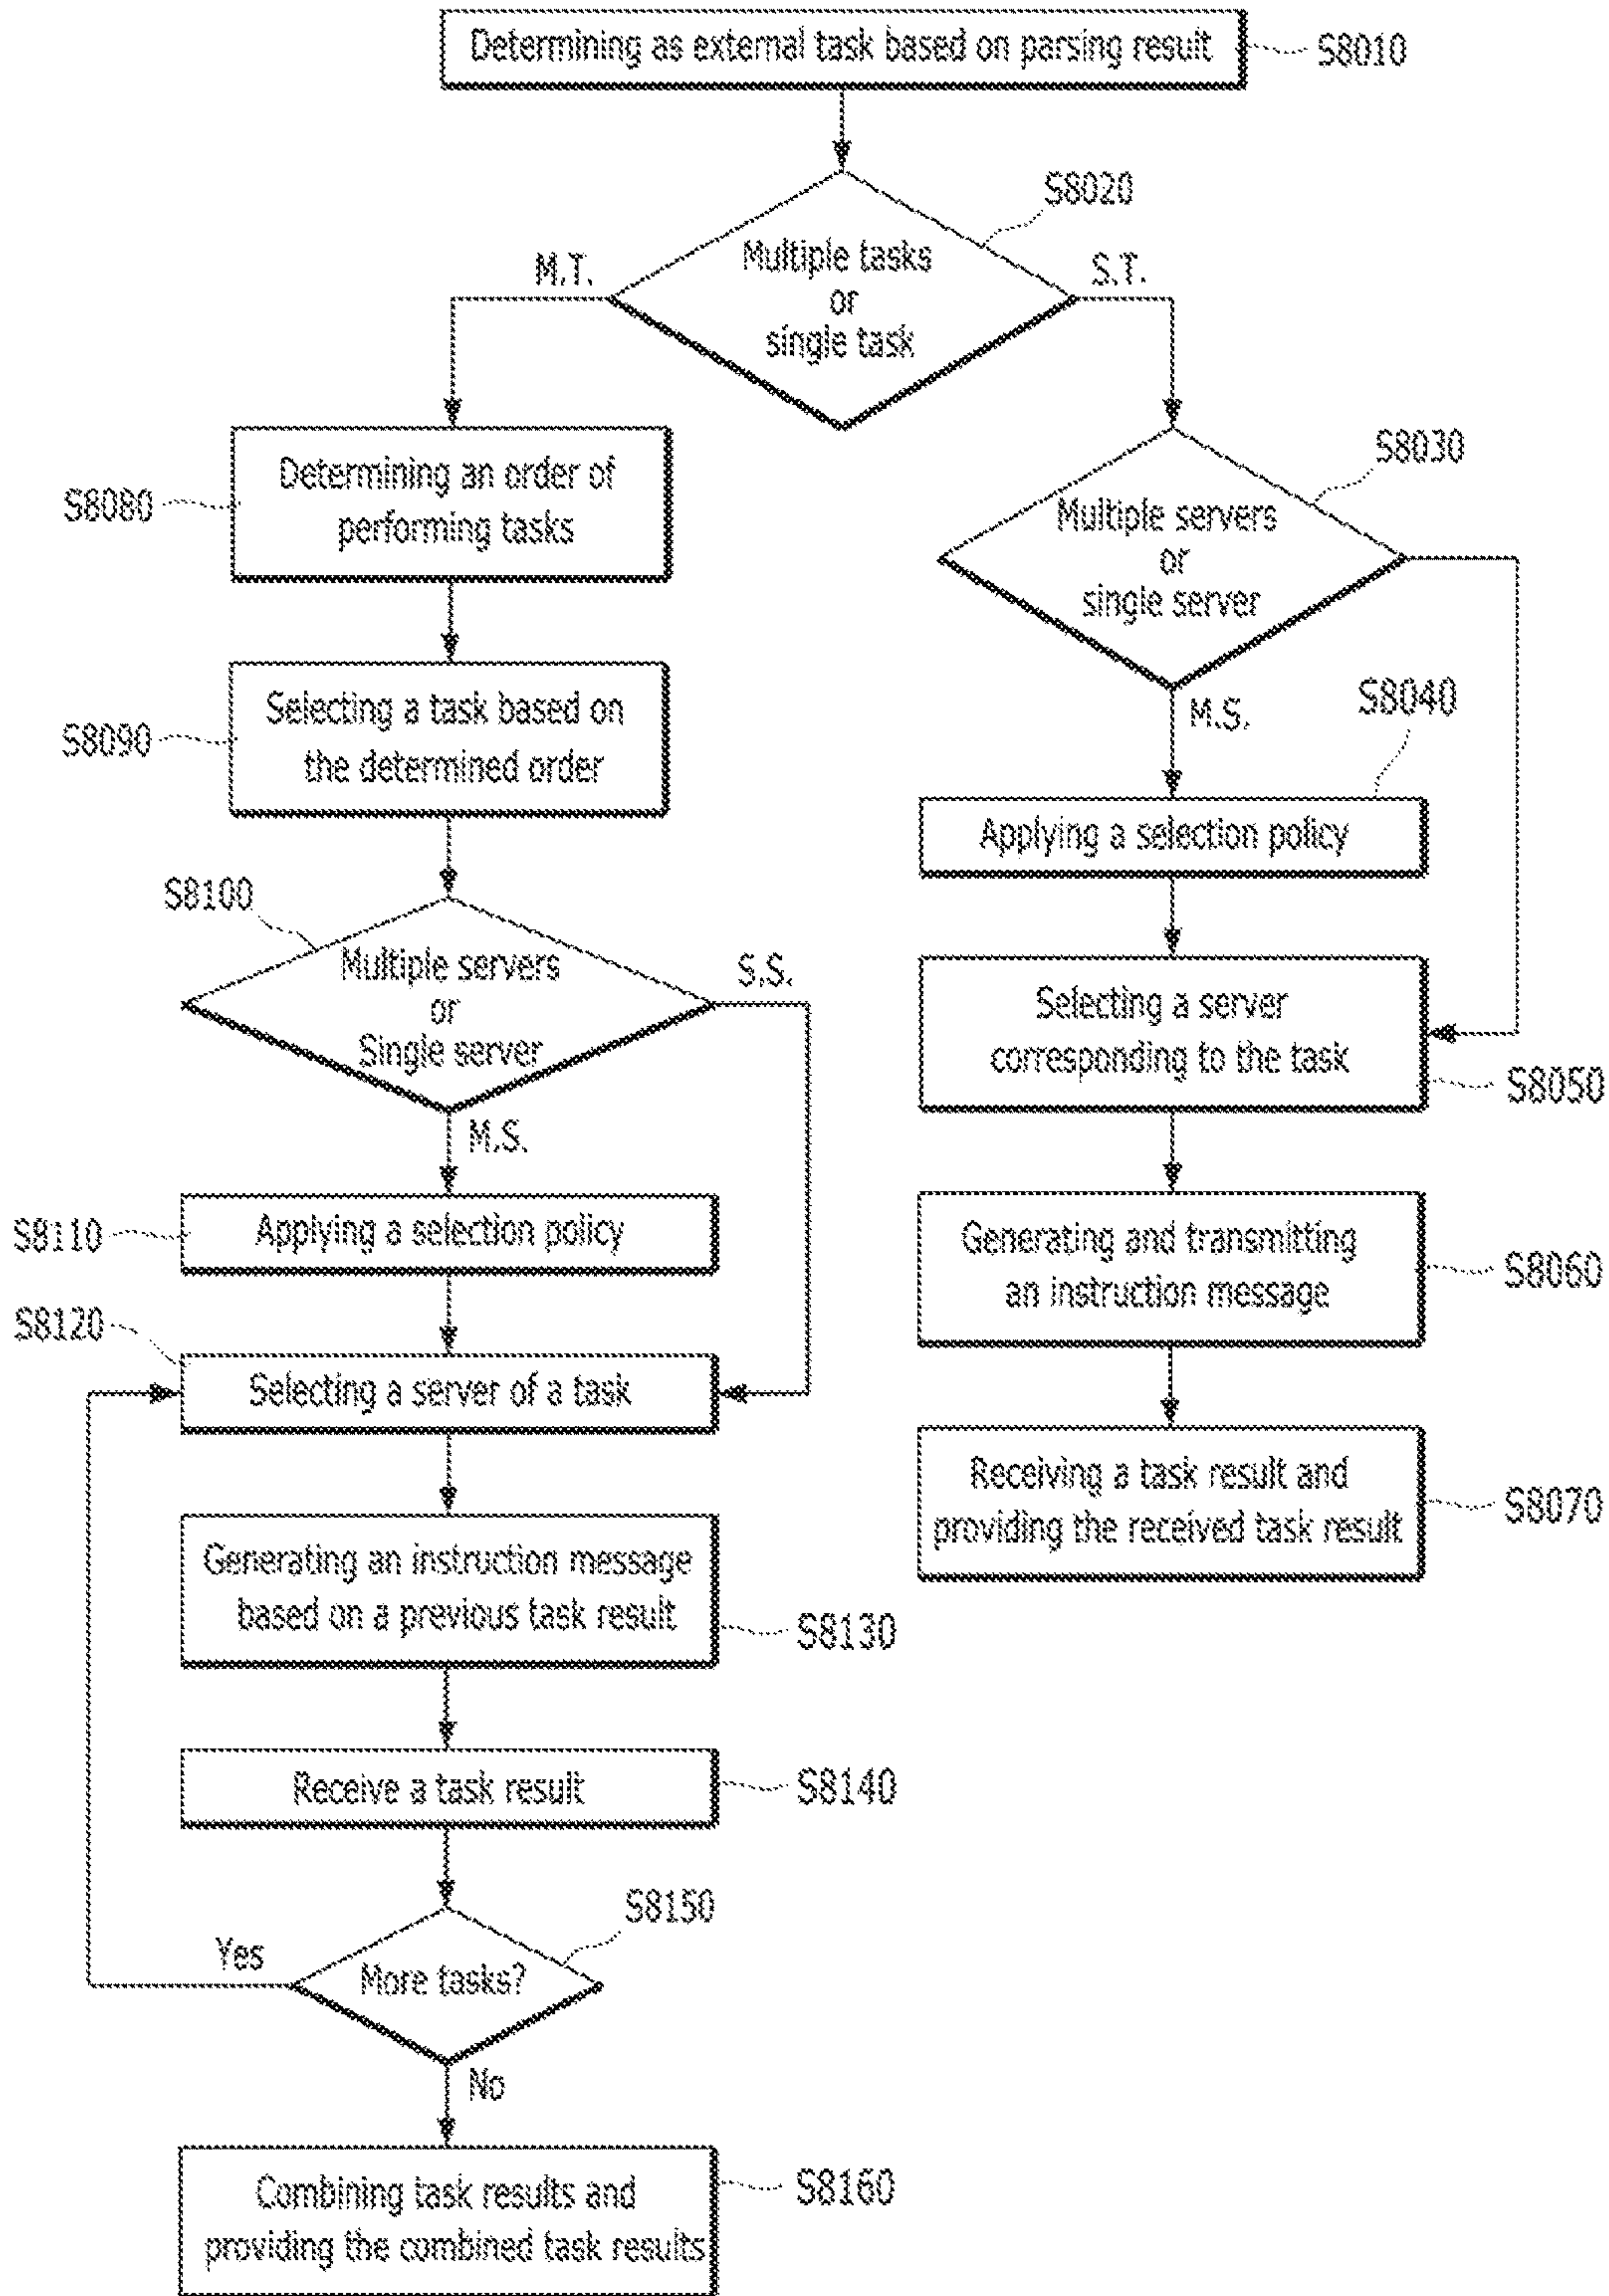 Determining as external task based on parsing result
S8010
S8020
Multiple tasks
or
single task
M.T.
S.T.
S8030
Multiple servers
or
single server
M.S.
S8040
Applying a selection policy
Selecting a server
corresponding to the task
S8050
Generating and transmitting
an instruction message
S8060
Receiving a task result and
providing the received task result
S8070
S8080
Determining an order of
performing tasks
S8090
Selecting a task based on
the determined order
S8100
Multiple servers
or
Single server
S.S.
M.S.
S8110
Applying a selection policy
S8120
Selecting a server of a task
Generating an instruction message
based on a previous task result
S8130
Receive a task result
S8140
S8150
More tasks?
Yes
No
Combining task results and
providing the combined task results
S8160